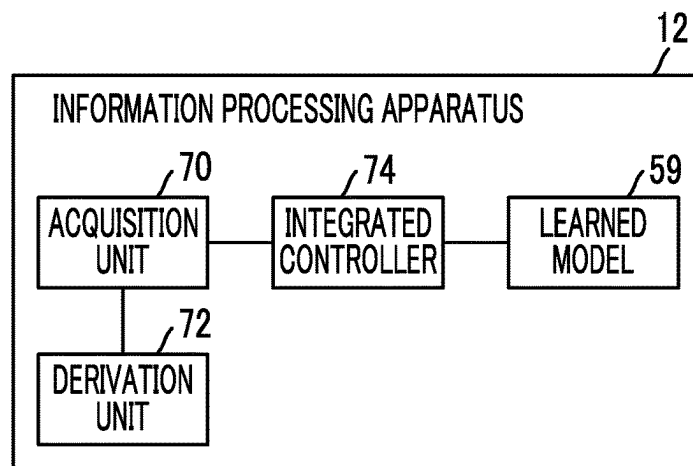 12
INFORMATION PROCESSING APPARATUS
70
74
59
ACQUISITION
UNIT
INTEGRATED
CONTROLLER
LEARNED
MODEL
72
DERIVATION
UNIT